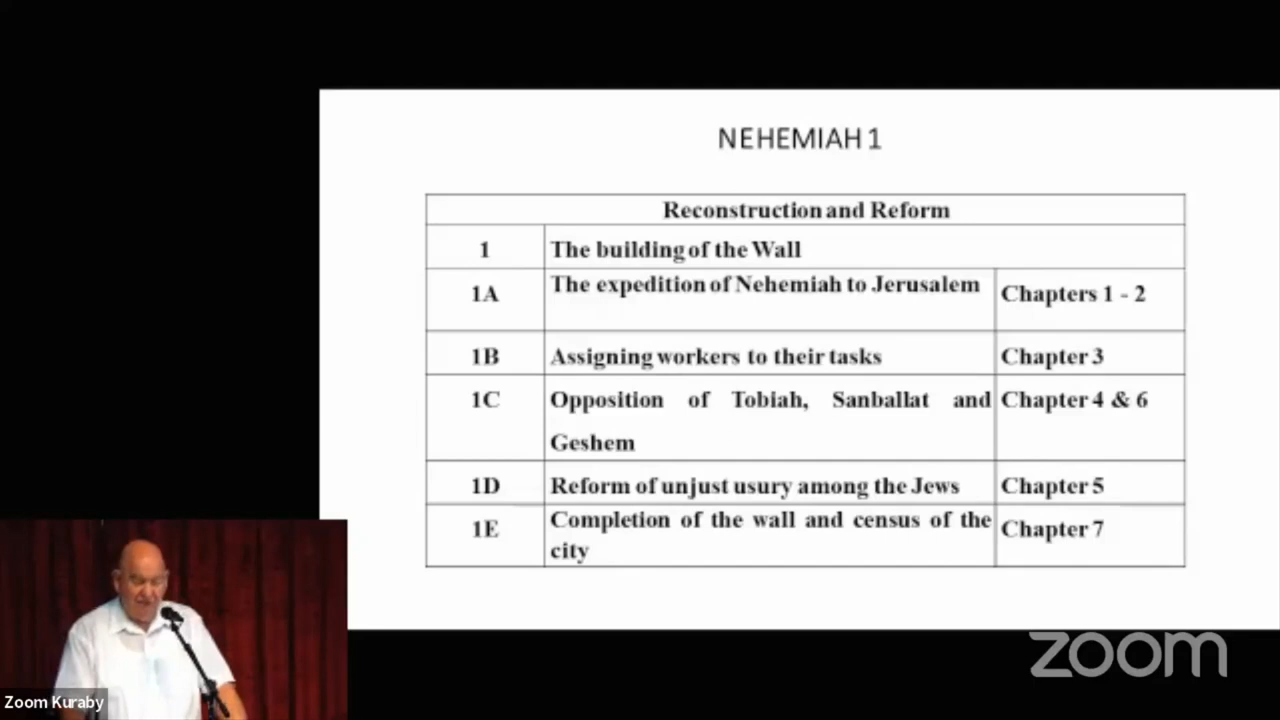 NEHEMIAH 1
Reconstruction and Reform
1 The building of the Wall
1A The expedition of Nehemiah to Jerusalem Chapters 1 - 2
1B Assigning workers to their tasks Chapter 3
1C Opposition of Tobiah, Sanballat and Chapter 4 & 6
Geshem
1D Reform of unjust usury among the Jews Chapter 5
1E Completion of the wall and census of the Chapter 7
city
zoom
Zoom Kuraby